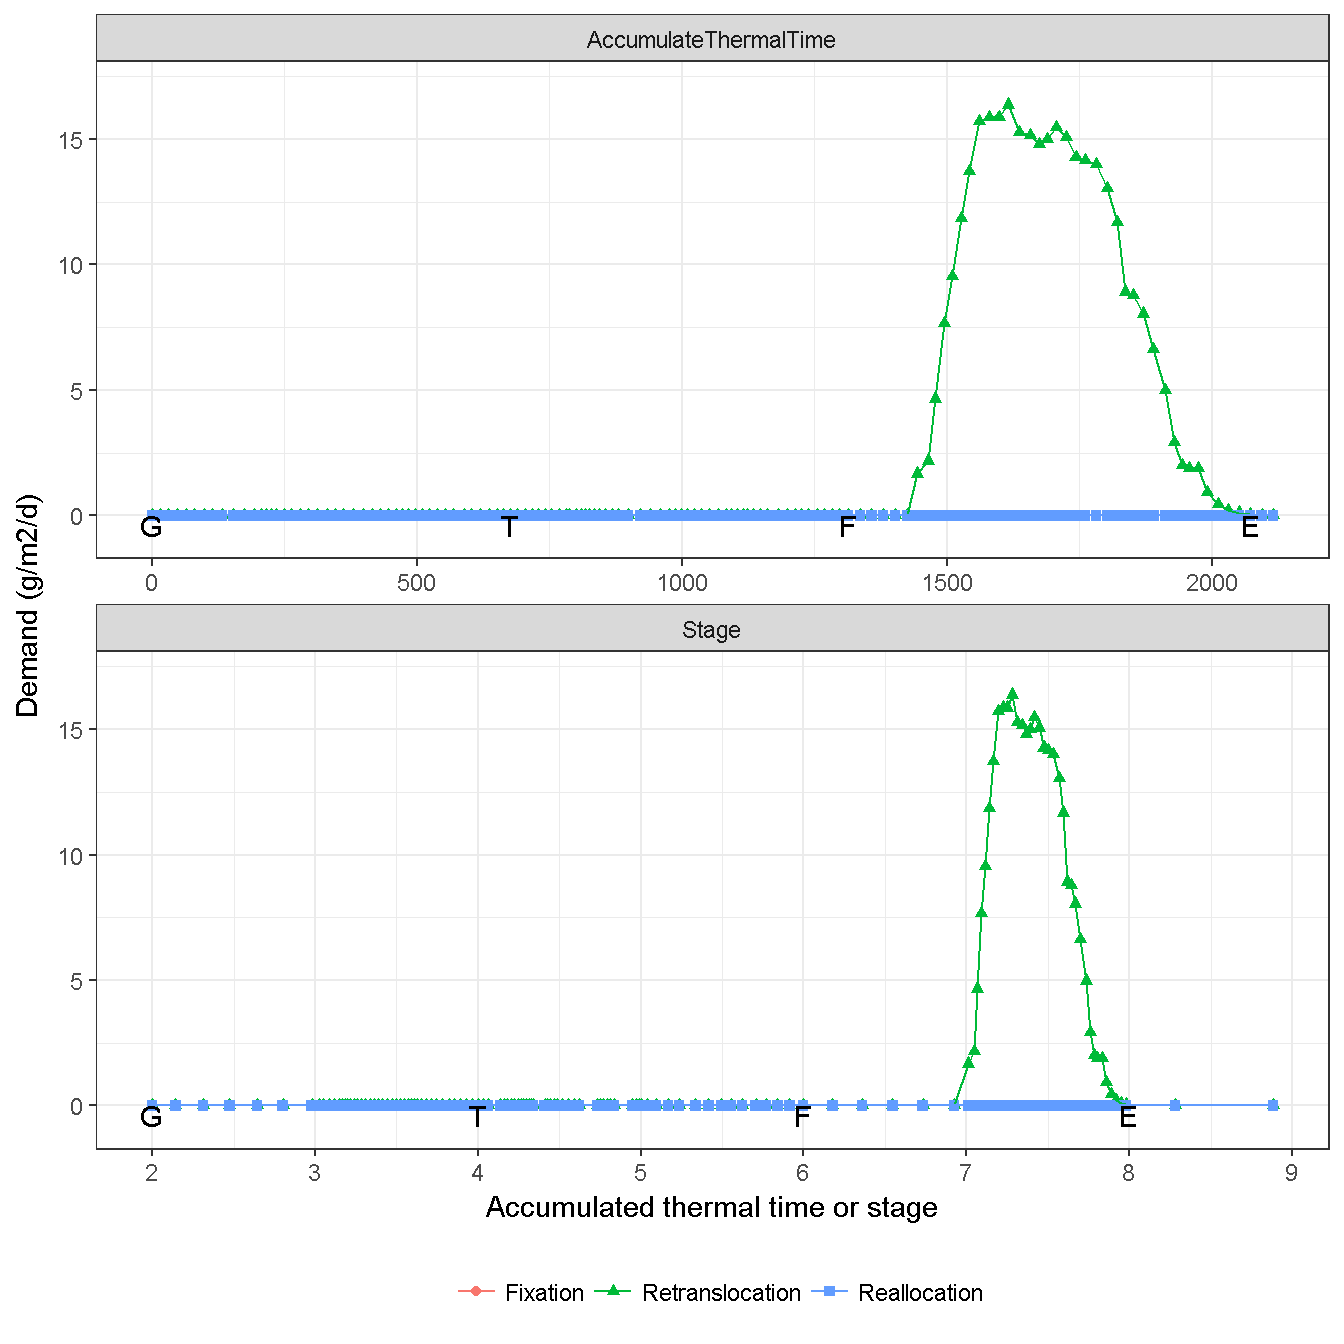 AccumulateThermalTime
15
10
5
0
G T F E
0 500 1000 1500 2000
Demand (g/m2/d)
Stage
15
10
5
0
G T F E
2 3 4 5 6 7 8 9
Accumulated thermal time or stage
Fixation Retranslocation Reallocation